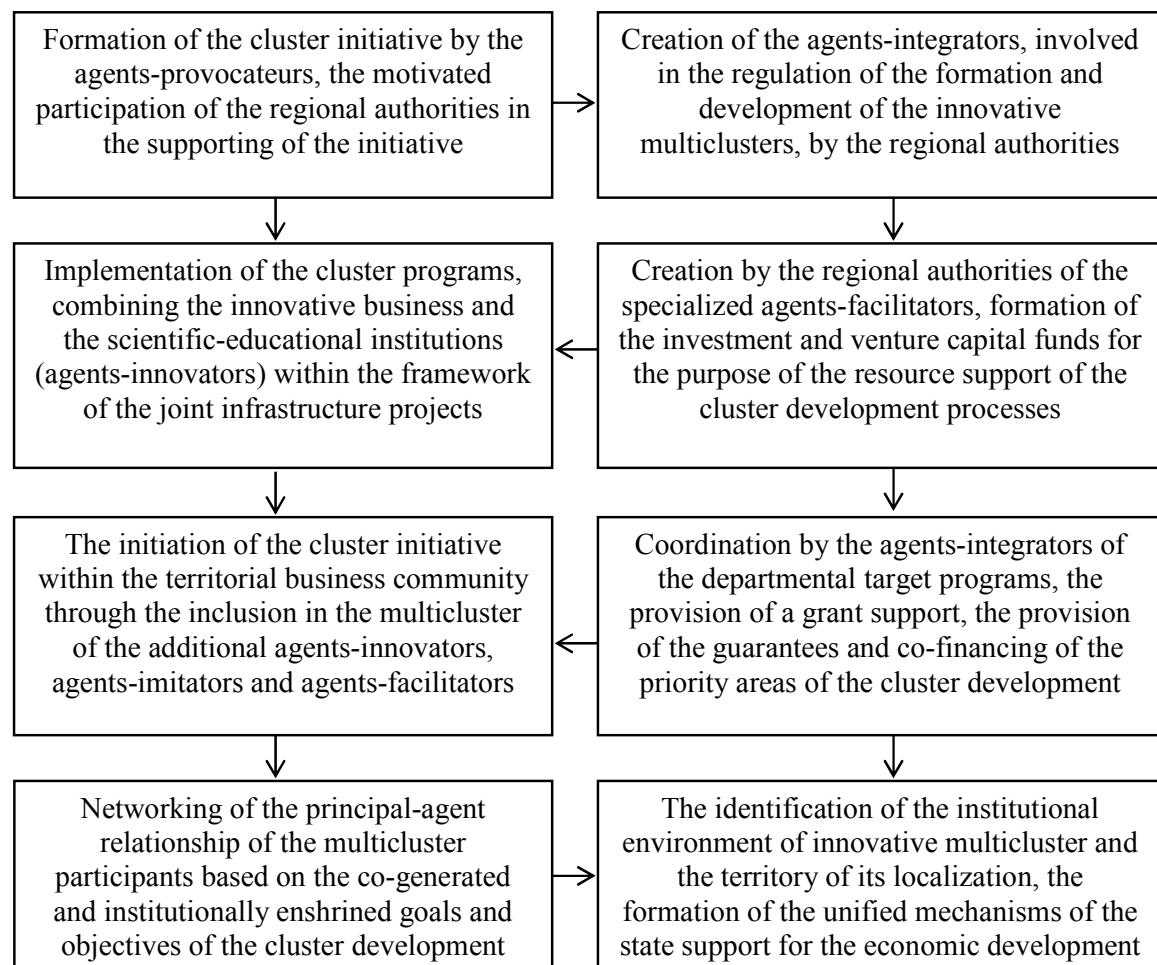 Formation of the cluster initiative by the
agents-provocateurs, the motivated
participation of the regional authorities in
the supporting of the initiative
Creation of the agents-integrators, involved
in the regulation of the formation and
development of the innovative
multiclusters, by the regional authorities
Implementation of the cluster programs,
combining the innovative business and
the scientific-educational institutions
(agents-innovators) within the framework
of the joint infrastructure projects
Creation by the regional authorities of the
specialized agents-facilitators, formation of
the investment and venture capital funds for
the purpose of the resource support of the
cluster development processes
The initiation of the cluster initiative
within the territorial business community
through the inclusion in the multicluster
of the additional agents-innovators,
agents-imitators and agents-facilitators
Coordination by the agents-integrators of
the departmental target programs, the
provision of a grant support, the provision
of the guarantees and co-financing of the
priority areas of the cluster development
Networking of the principal-agent
relationship of the multicluster
participants based on the co-generated
and institutionally enshrined goals and
objectives of the cluster development
The identification of the institutional
environment of innovative multicluster and
the territory of its localization, the
formation of the unified mechanisms of the
state support for the economic development